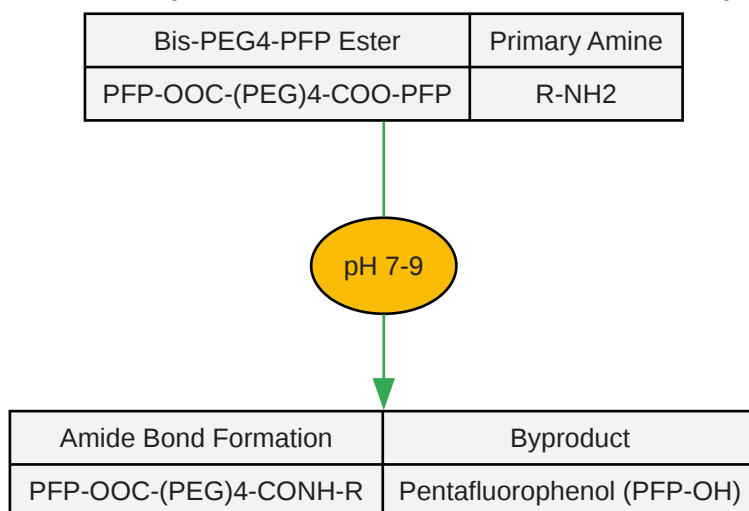 Bis-PEG4-PFP Ester Primary Amine
PFP-OOC-(PEG)4-COO-PFP R-NH2
pH 7-9
Amide Bond Formation Byproduct
PFP-OOC-(PEG)4-CONH-R Pentafluorophenol (PFP-OH)